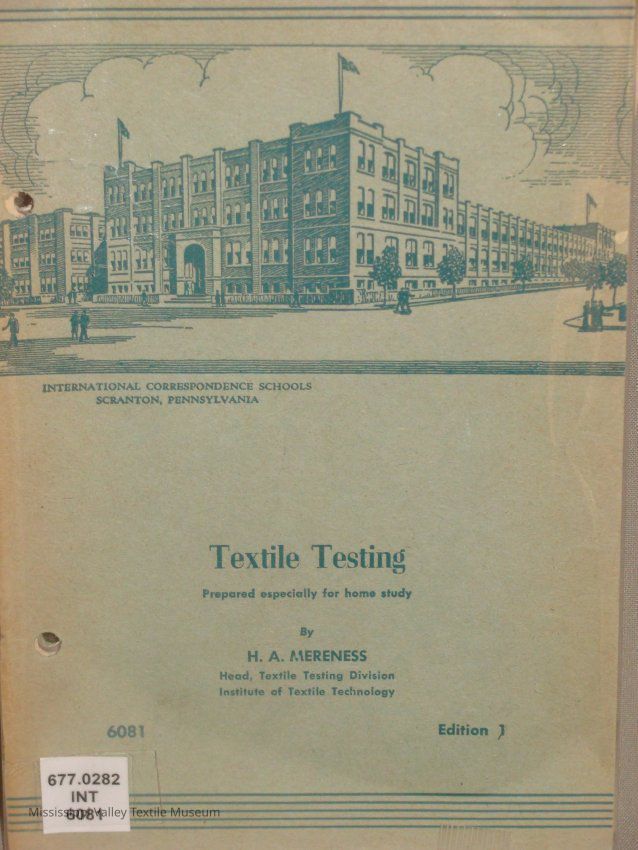 INTERNATIONAL CORRESPONDENCE SCHOOLS
SCRANTON, PENNSYLVANIA
Textile Testing
Prepared especially for home study
By
H. A. MERENESS
Head, Textile Testing Division
Institute of Textile Technology
6081
Edition 1
677.0282
INT
6081
Mississippi Valley Textile Museum